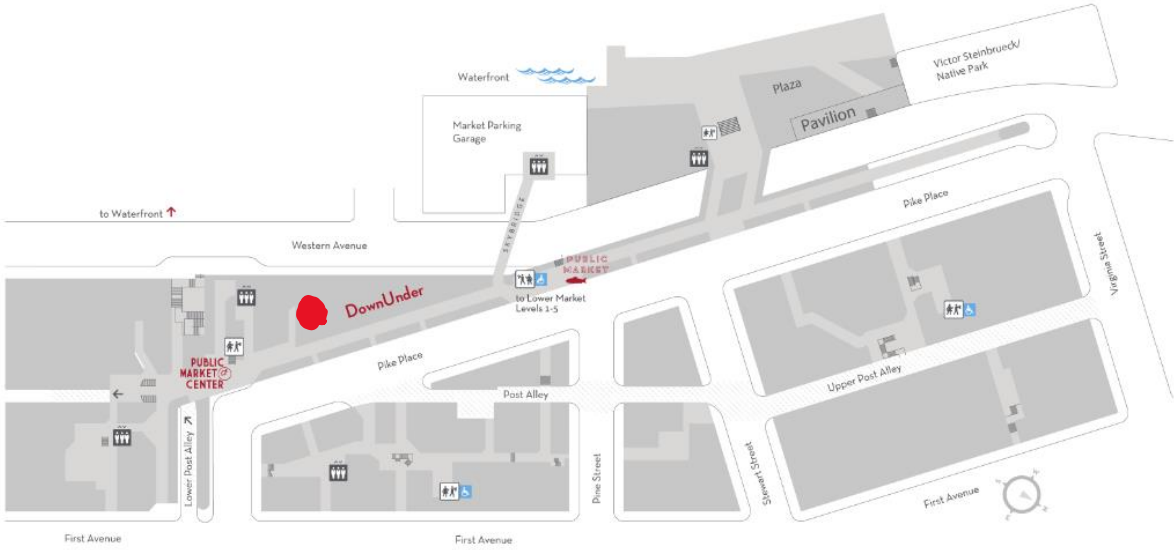 Waterfront
Market Parking
Garage
Plaza
Pavilion
Victor Steinbrueck/
Native Park
to Waterfront
Western Avenue
SKYBRIDGE
Pike Place
Virginia Street
PUBLIC
MARKET
to Lower Market
Levels 1-5
DownUnder
PUBLIC
MARKET
CENTER
Pike Place
Post Alley
Upper Post Alley
Lower Post Alley
Pine Street
Stewart Street
First Avenue
First Avenue
First Avenue